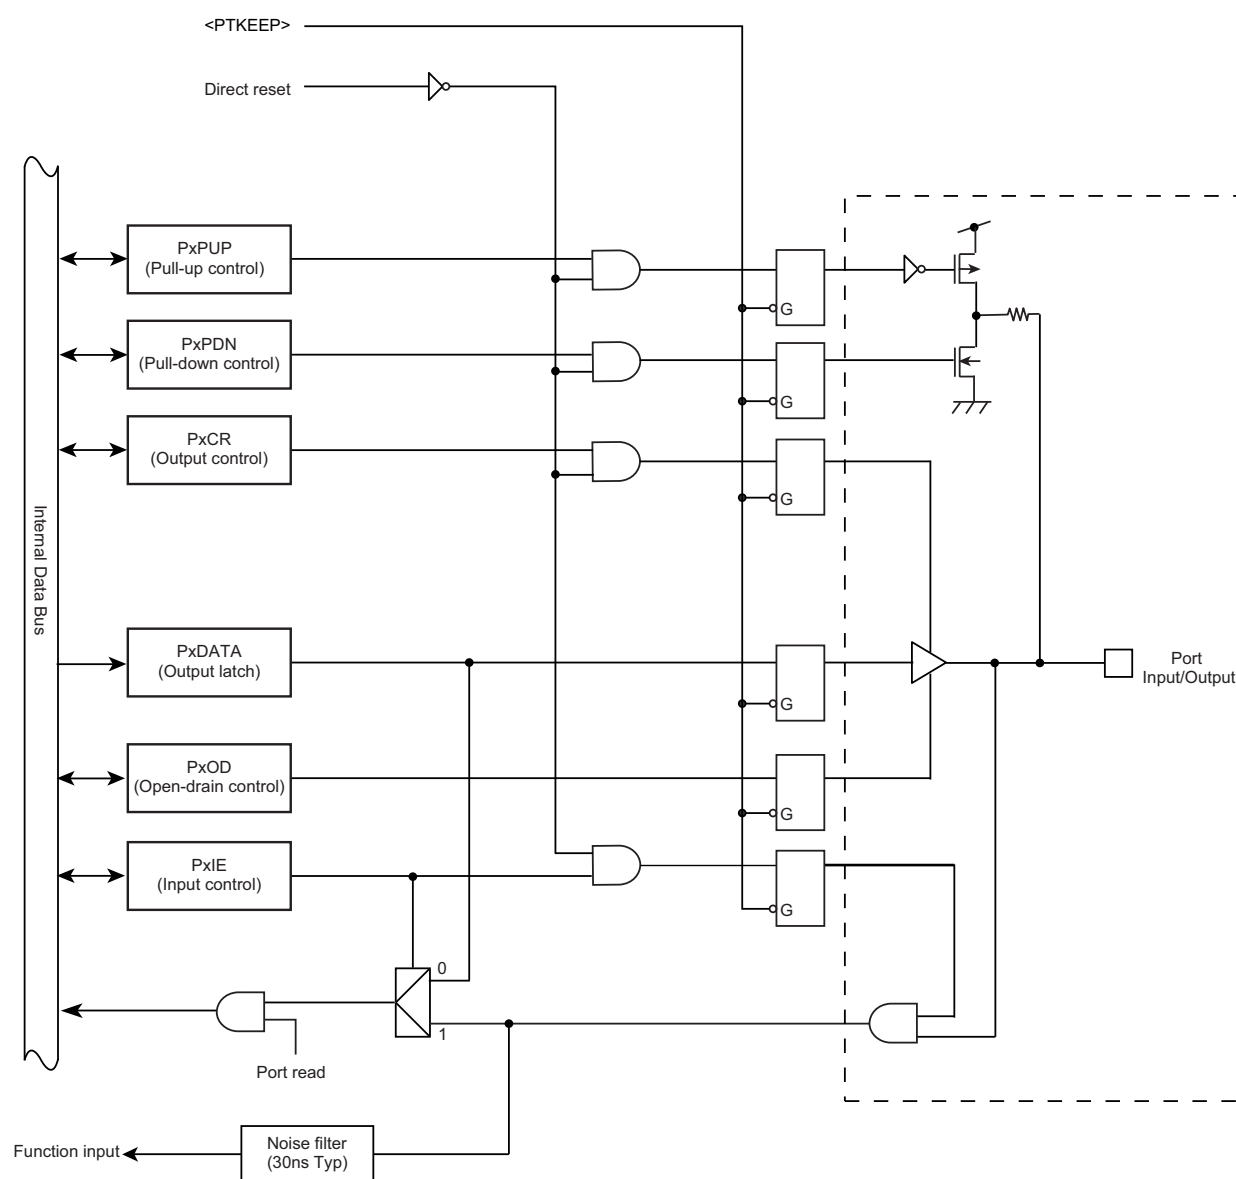 <PTKEEP>
Direct reset
PxPUP
(Pull-up control)
G
PxPDN
(Pull-down control)
G
PxCR
(Output control)
G
Internal Data Bus
PxDATA
(Output latch)
G
Port
Input/Output
PxOD
(Open-drain control)
G
PxIE
(Input control)
G
0
1
Port read
Function input
Noise filter
(30ns Typ)